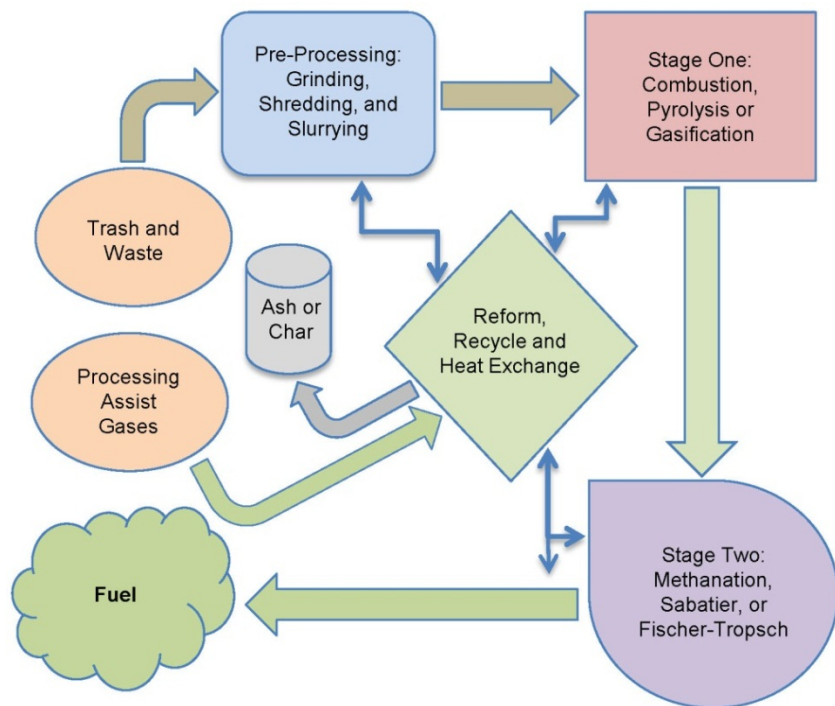 Pre-Processing:
Grinding,
Shredding, and
Slurrying
Stage One:
Combustion,
Pyrolysis or
Gasification
Trash and
Waste
Ash or
Char
Reform,
Recycle and
Heat Exchange
Processing
Assist
Gases
Fuel
Stage Two:
Methanation,
Sabatier, or
Fischer-Tropsch